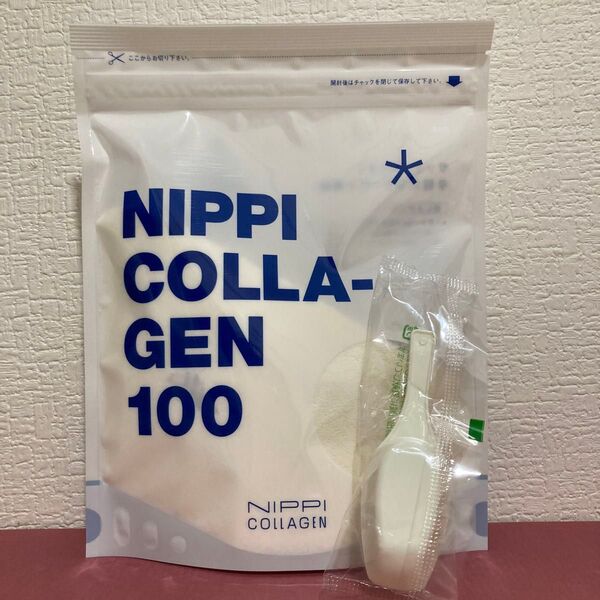 ここからお切り下さい。
開封後はチャックを閉じて保存して下さい。
NIPPI
COLLA-
GEN
100
NIPPI
COLLAGEN